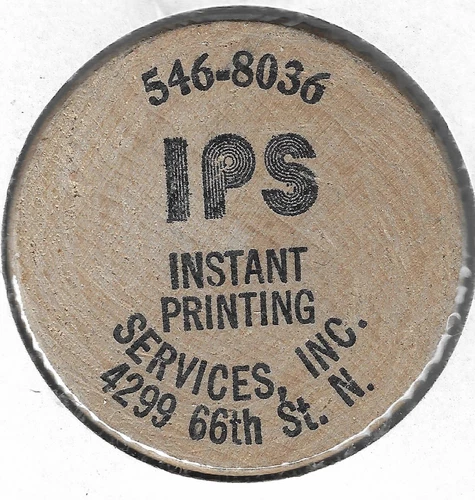 546-8036
IPS
INSTANT
PRINTING
SERVICES, INC.
4299 66th St. N.